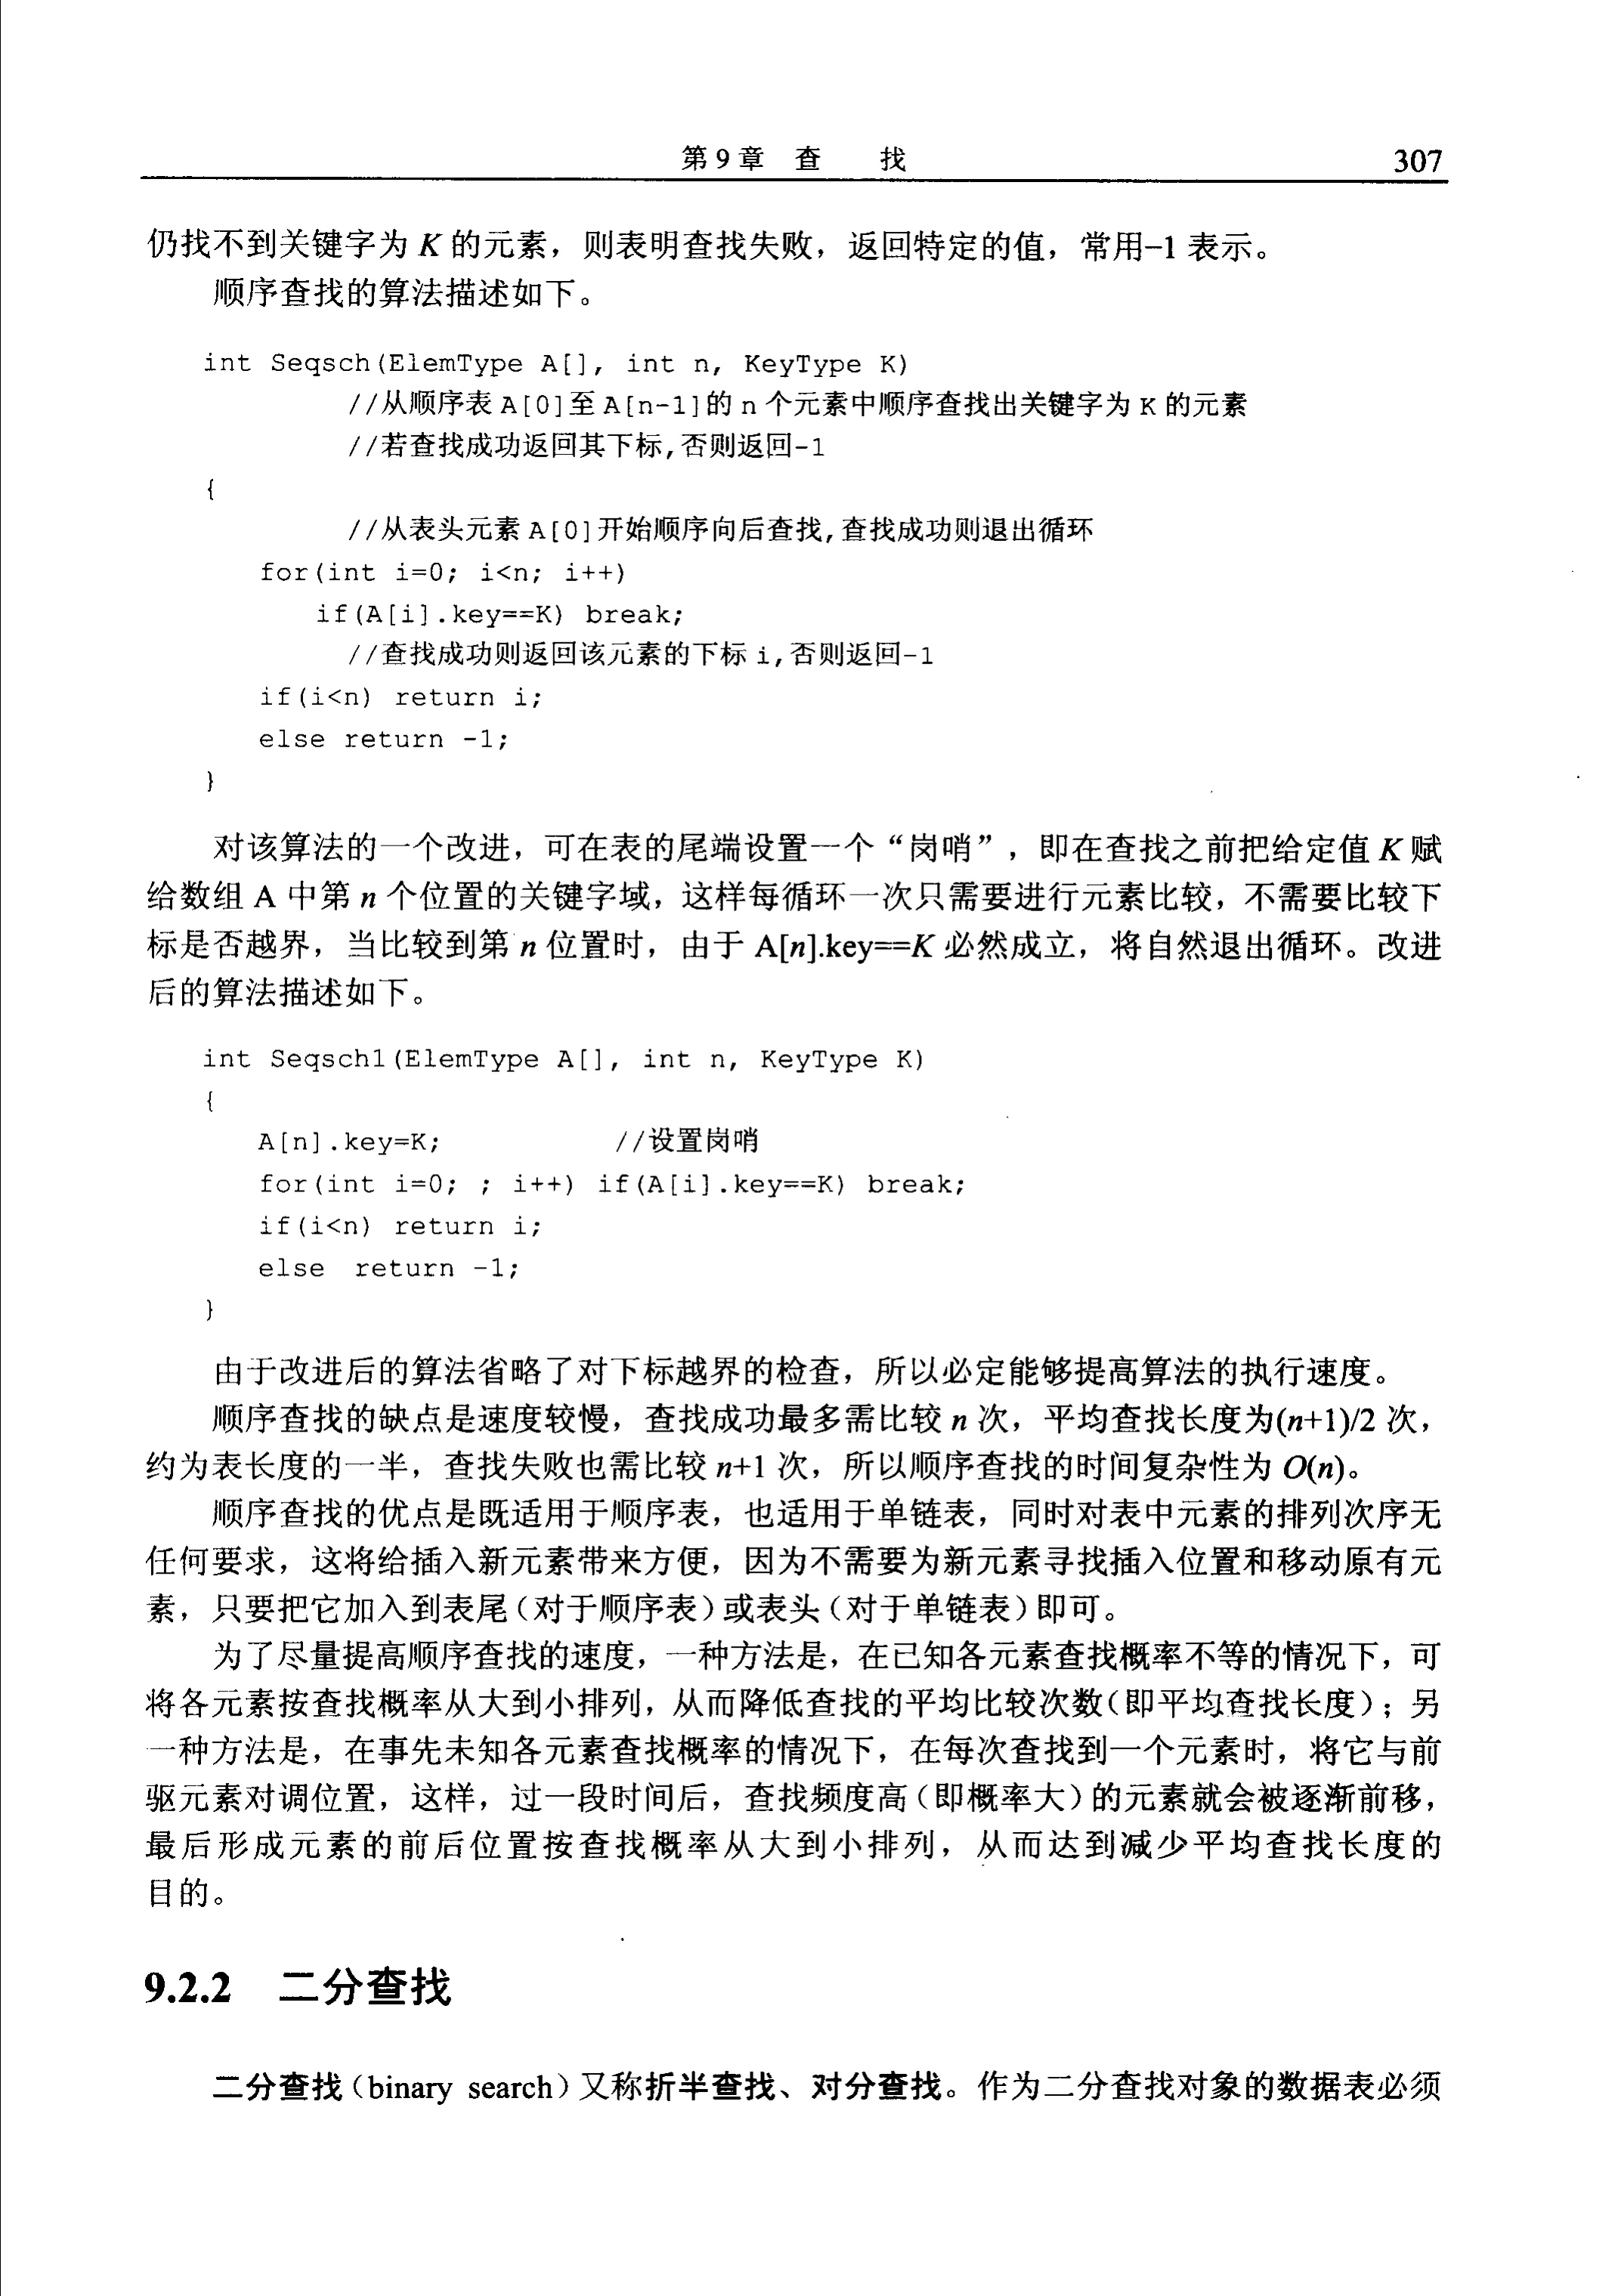 第9章 查 找 307
仍找不到关键字为 K 的元素，则表明查找失败，返回特定的值，常用-1 表示。
顺序查找的算法描述如下。
int Seqsch(ElemType A[], int n, KeyType K)
//从顺序表 A[0]至 A[n-1]的 n 个元素中顺序查找出关键字为 K 的元素
//若查找成功返回其下标,否则返回-1
{
//从表头元素 A[0]开始顺序向后查找,查找成功则退出循环
for(int i=0; i<n; i++)
if(A[i].key==K) break;
//查找成功则返回该元素的下标 i,否则返回-1
if(i<n) return i;
else return -1;
}
对该算法的一个改进，可在表的尾端设置一个“岗哨”，即在查找之前把给定值 K 赋
给数组 A 中第 n 个位置的关键字域，这样每循环一次只需要进行元素比较，不需要比较下
标是否越界，当比较到第 n 位置时，由于 A[n].key==K 必然成立，将自然退出循环。改进
后的算法描述如下。
int Seqsch1(ElemType A[], int n, KeyType K)
{
A[n].key=K; //设置岗哨
for(int i=0; ; i++) if(A[i].key==K) break;
if(i<n) return i;
else return -1;
}
由于改进后的算法省略了对下标越界的检查，所以必定能够提高算法的执行速度。
顺序查找的缺点是速度较慢，查找成功最多需比较 n 次，平均查找长度为(n+1)/2 次，
约为表长度的一半，查找失败也需比较 n+1 次，所以顺序查找的时间复杂性为 O(n)。
顺序查找的优点是既适用于顺序表，也适用于单链表，同时对表中元素的排列次序无
任何要求，这将给插入新元素带来方便，因为不需要为新元素寻找插入位置和移动原有元
素，只要把它加入到表尾(对于顺序表)或表头(对于单链表)即可。
为了尽量提高顺序查找的速度，一种方法是，在已知各元素查找概率不等的情况下，可
将各元素按查找概率从大到小排列，从而降低查找的平均比较次数(即平均查找长度)；另
一种方法是，在事先未知各元素查找概率的情况下，在每次查找到一个元素时，将它与前
驱元素对调位置，这样，过一段时间后，查找频度高(即概率大)的元素就会被逐渐前移，
最后形成元素的前后位置按查找概率从大到小排列，从而达到减少平均查找长度的
目的。
9.2.2 二分查找
二分查找(binary search)又称折半查找、对分查找。作为二分查找对象的数据表必须